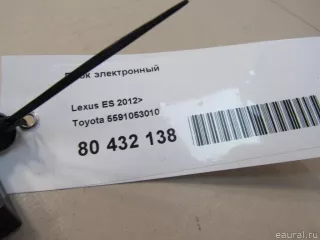 электронный
Lexus ES 2012>
Toyota 5591053010
80 432 138
eaural.ru